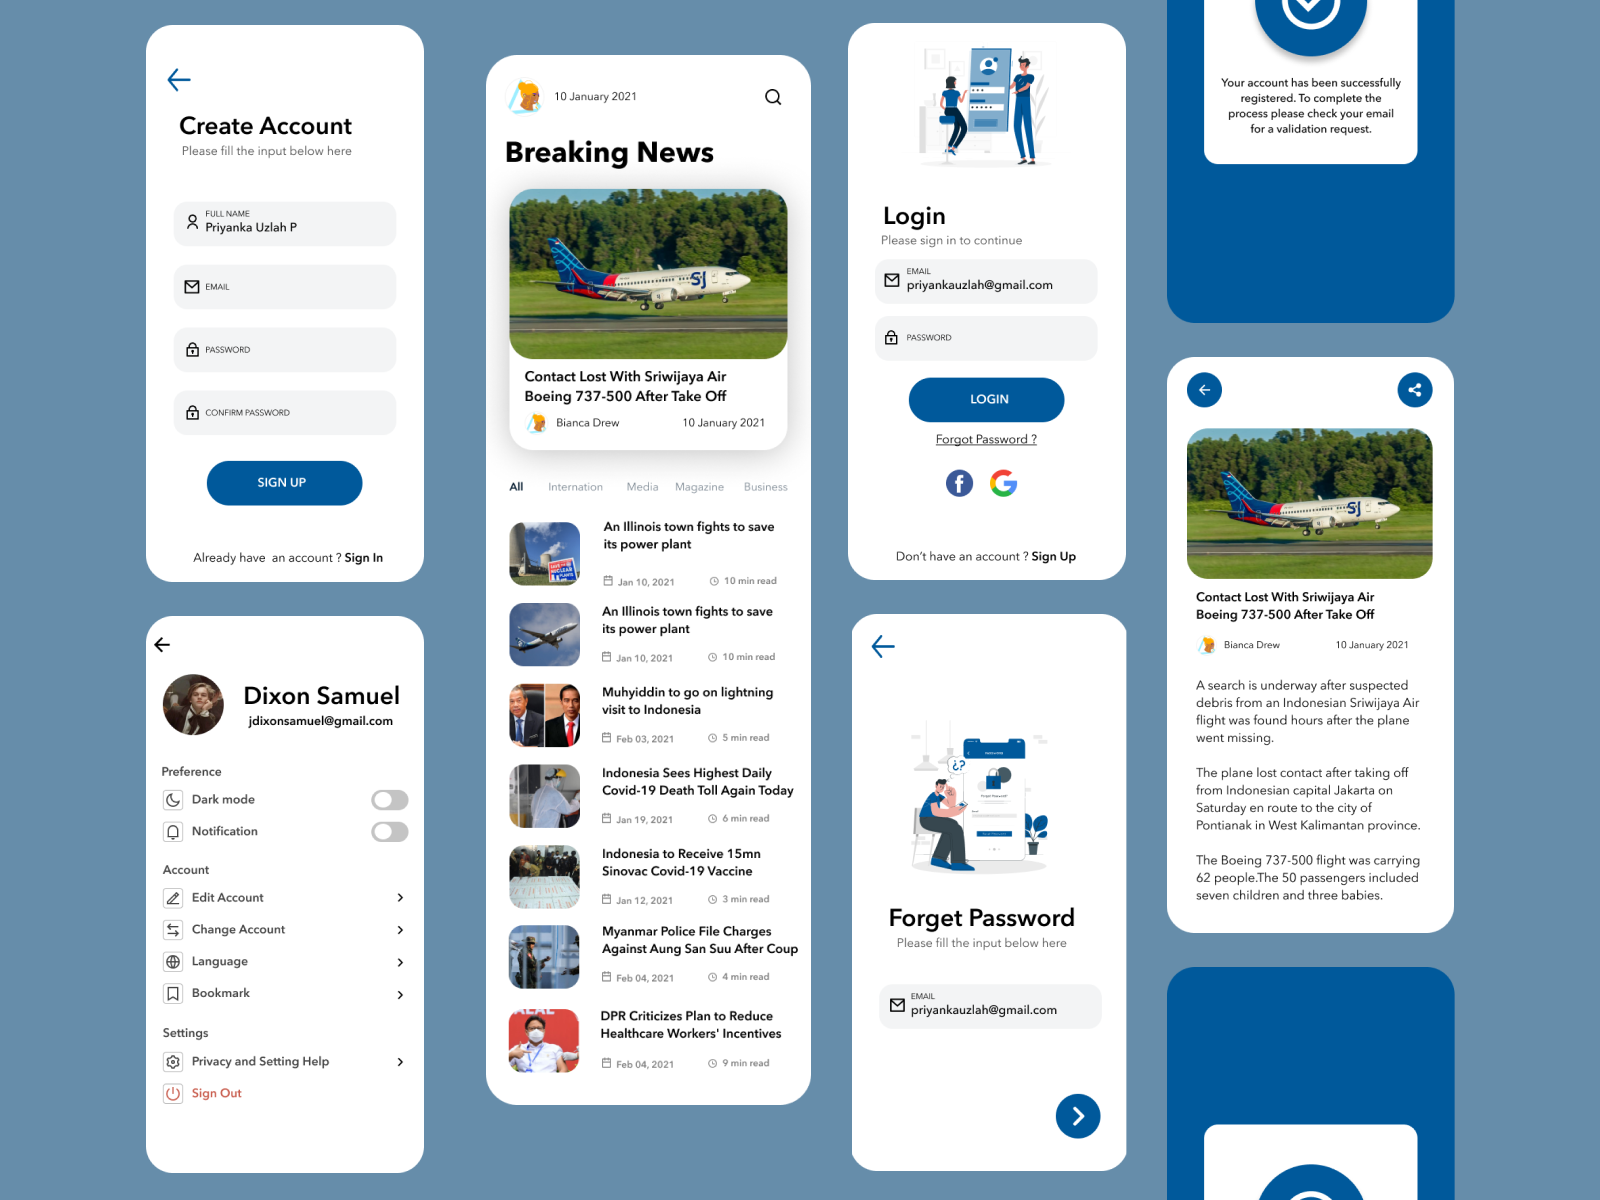 Create Account
Please fill the input below here
FULL NAME
Priyanka Uzlah P
EMAIL
PASSWORD
CONFIRM PASSWORD
SIGN UP
Already have  an account ? Sign In
Dixon Samuel
jdixonsamuel@gmail.com
Preference
Dark mode
Notification
Account
Edit Account
Change Account
Language
Bookmark
Settings
Privacy and Setting Help
Sign Out
10 January 2021
Breaking News
SJ
Contact Lost With Sriwijaya Air
Boeing 737-500 After Take Off
Bianca Drew 10 January 2021
All Internation Media Magazine Business
An Illinois town fights to save
its power plant
Jan 10, 2021 10 min read
An Illinois town fights to save
its power plant
Jan 10, 2021 10 min read
Muhyiddin to go on lightning
visit to Indonesia
Feb 03, 2021 5 min read
Indonesia Sees Highest Daily
Covid-19 Death Toll Again Today
Jan 19, 2021 6 min read
Indonesia to Receive 15mn
Sinovac Covid-19 Vaccine
Jan 12, 2021 3 min read
Myanmar Police File Charges
Against Aung San Suu After Coup
Feb 04, 2021 4 min read
DPR Criticizes Plan to Reduce
Healthcare Workers' Incentives
Feb 04, 2021 9 min read
Login
Please sign in to continue
EMAIL
priyankauzlah@gmail.com
PASSWORD
LOGIN
Forgot Password ?
Don't have an account ? Sign Up
¿?
Forgot Password?
Forget Password
Please fill the input below here
EMAIL
priyankauzlah@gmail.com
Your account has been successfully
registered. To complete the
process please check your email
for a validation request.
SJ
Contact Lost With Sriwijaya Air
Boeing 737-500 After Take Off
Bianca Drew 10 January 2021
A search is underway after suspected
debris from an Indonesian Sriwijaya Air
flight was found hours after the plane
went missing.
The plane lost contact after taking off
from Indonesian capital Jakarta on
Saturday en route to the city of
Pontianak in West Kalimantan province.
The Boeing 737-500 flight was carrying
62 people.The 50 passengers included
seven children and three babies.